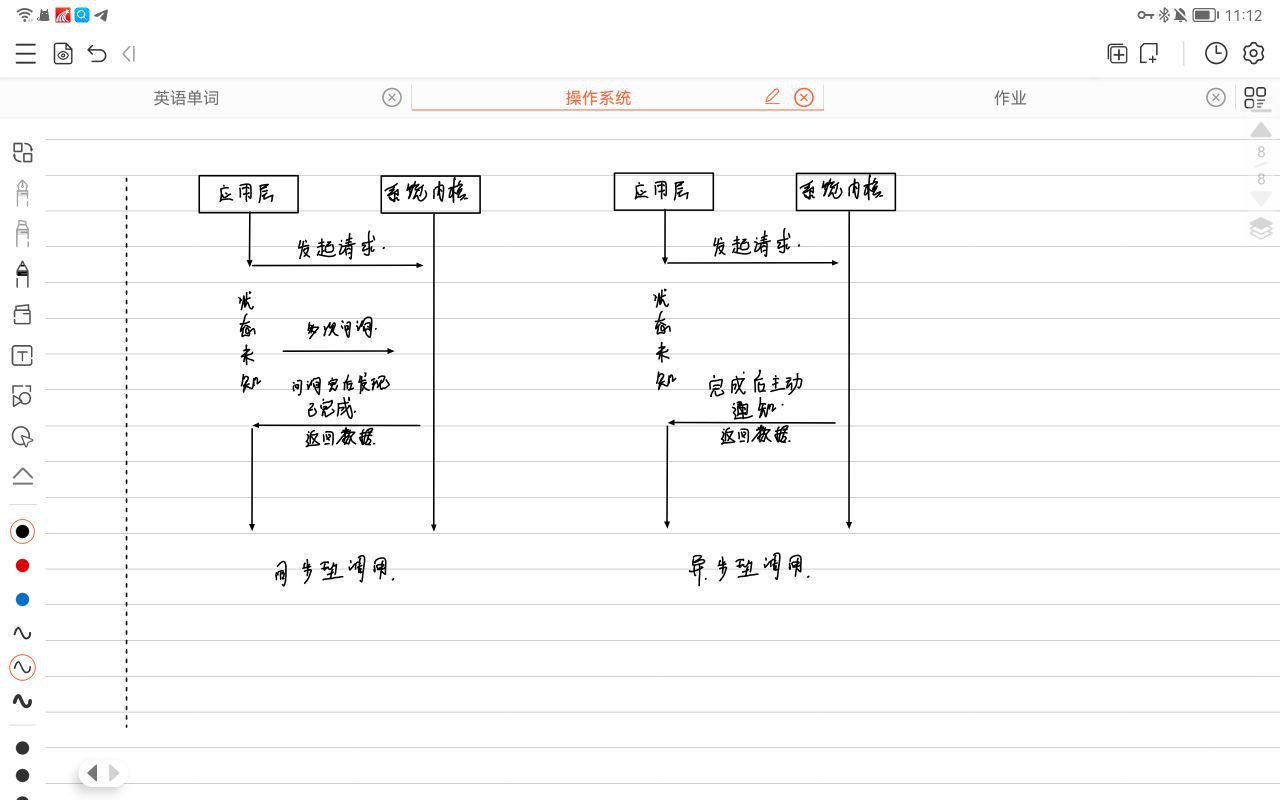 11:12
英语单词
操作系统
作业
8
8
应用层
系统内核
发起请求.
状态未知
多次询问.
问询完后发现
已完成.
返回数据.
同步型调用.
应用层
系统内核
发起请求.
状态未知
完成后主动
通知.
返回数据.
异步型调用.